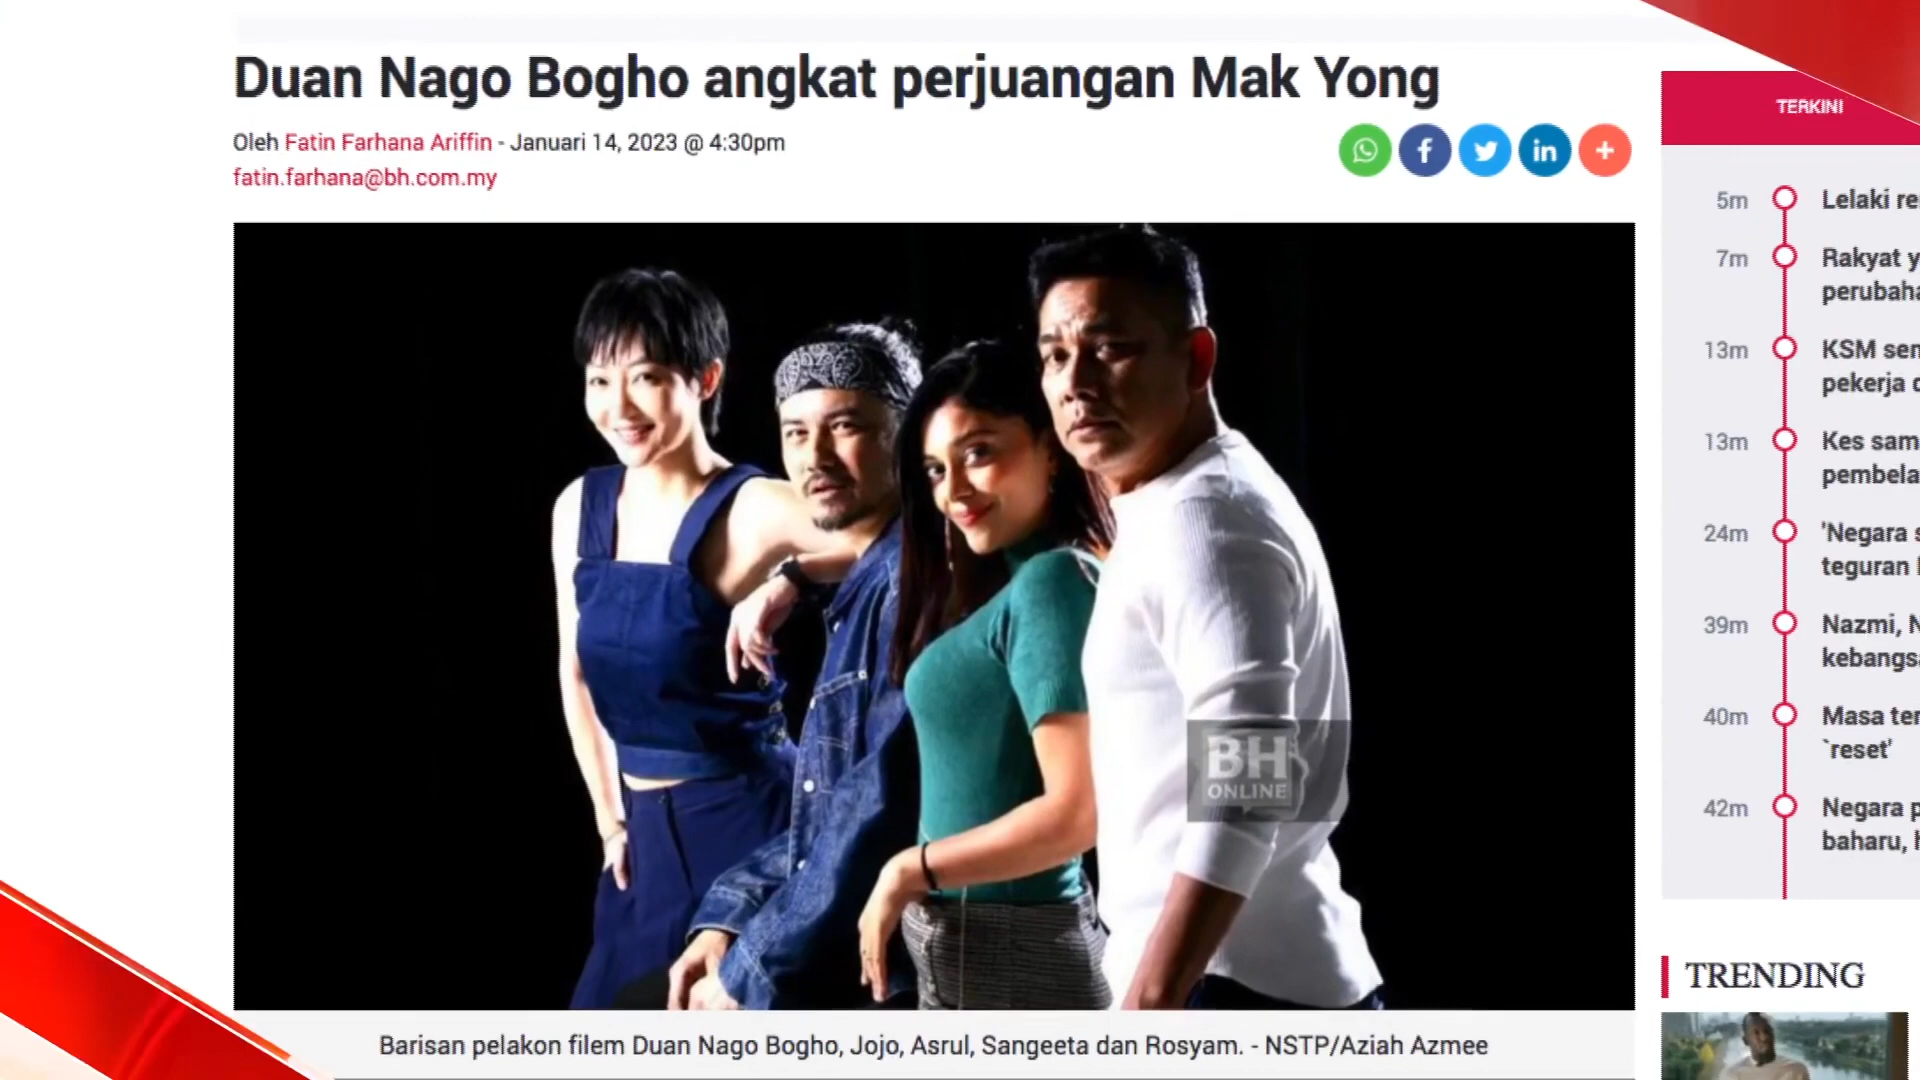 Duan Nago Bogho angkat perjuangan Mak Yong
Oleh Fatin Farhana Ariffin - Januari 14, 2023 @ 4:30pm
fatin.farhana@bh.com.my
BH
ONLINE
Barisan pelakon filem Duan Nago Bogho, Jojo, Asrul, Sangeeta dan Rosyam. - NSTP/Aziah Azmee
TERKINI
5m Lelaki
7m Rakyat
13m KSM
pekerja
13m Kes
24m 'Negara
teguran
39m Nazmi,
40m Masa
`reset'
42m Negara
baharu,
TRENDING